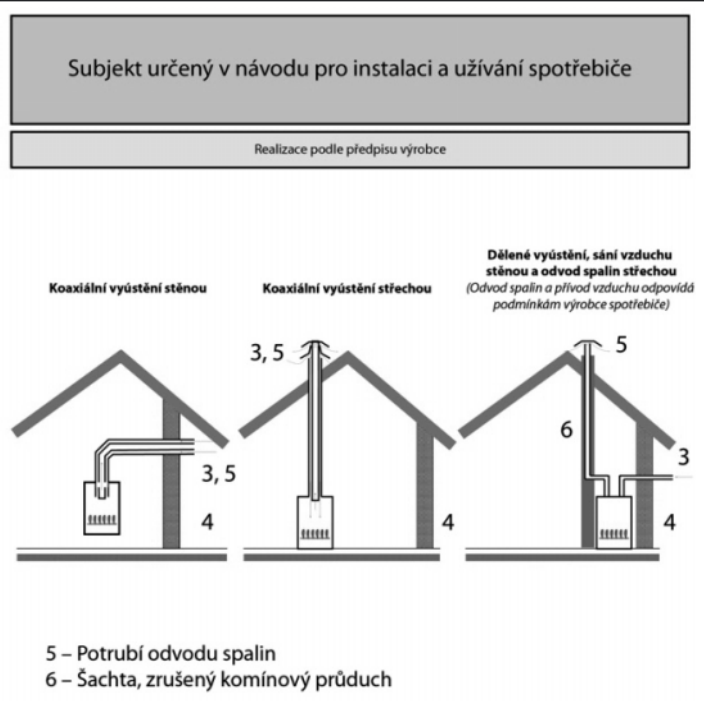 Subjekt určený v návodu pro instalaci a užívání spotřebiče
Realizace podle předpisu výrobce
Koaxiální vyústění stěnou
Koaxiální vyústění střechou
Dělené vyústění, sání vzduchu
stěnou a odvod spalin střechou
(Odvod spalin a přívod vzduchu odpovídá
podmínkám výrobce spotřebiče)
3, 5
4
3, 5
4
5
6
3
4
5 – Potrubí odvodu spalin
6 – Šachta, zrušený komínový průduch